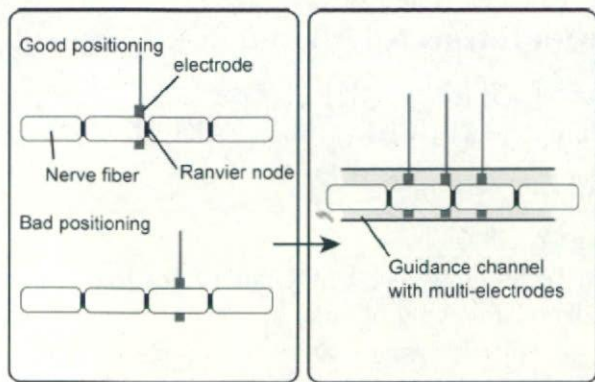 Good positioning
electrode
Nerve fiber
Ranvier node
Bad positioning
Guidance channel
with multi-electrodes